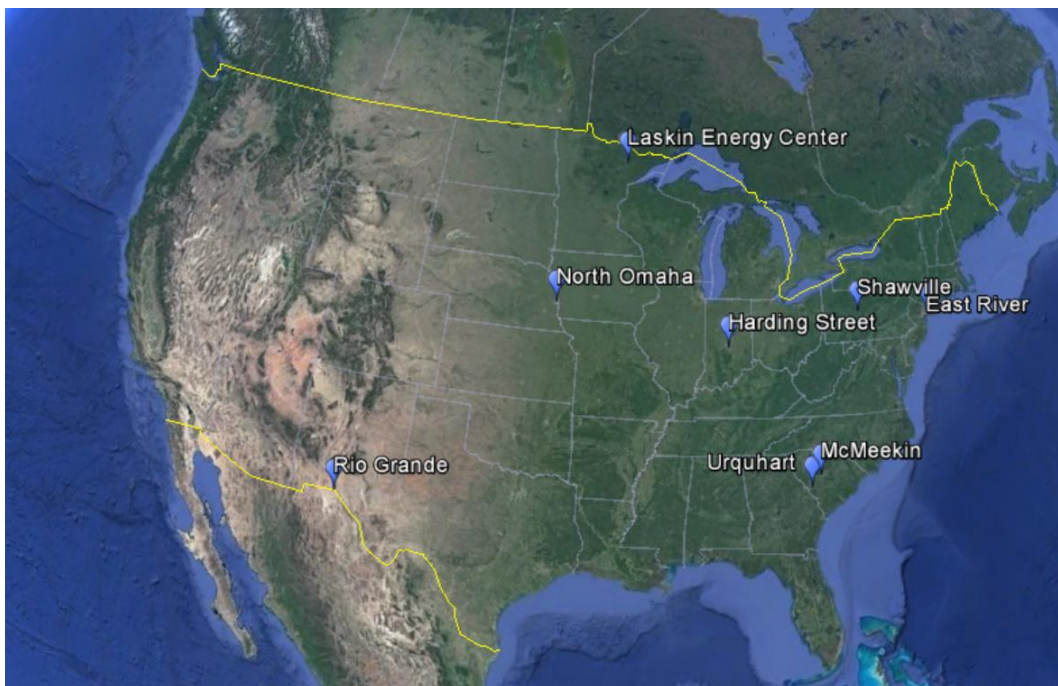 Laskin Energy Center
North Omaha
Shawville
East River
Harding Street
Rio Grande
Urquhart
McMeekin